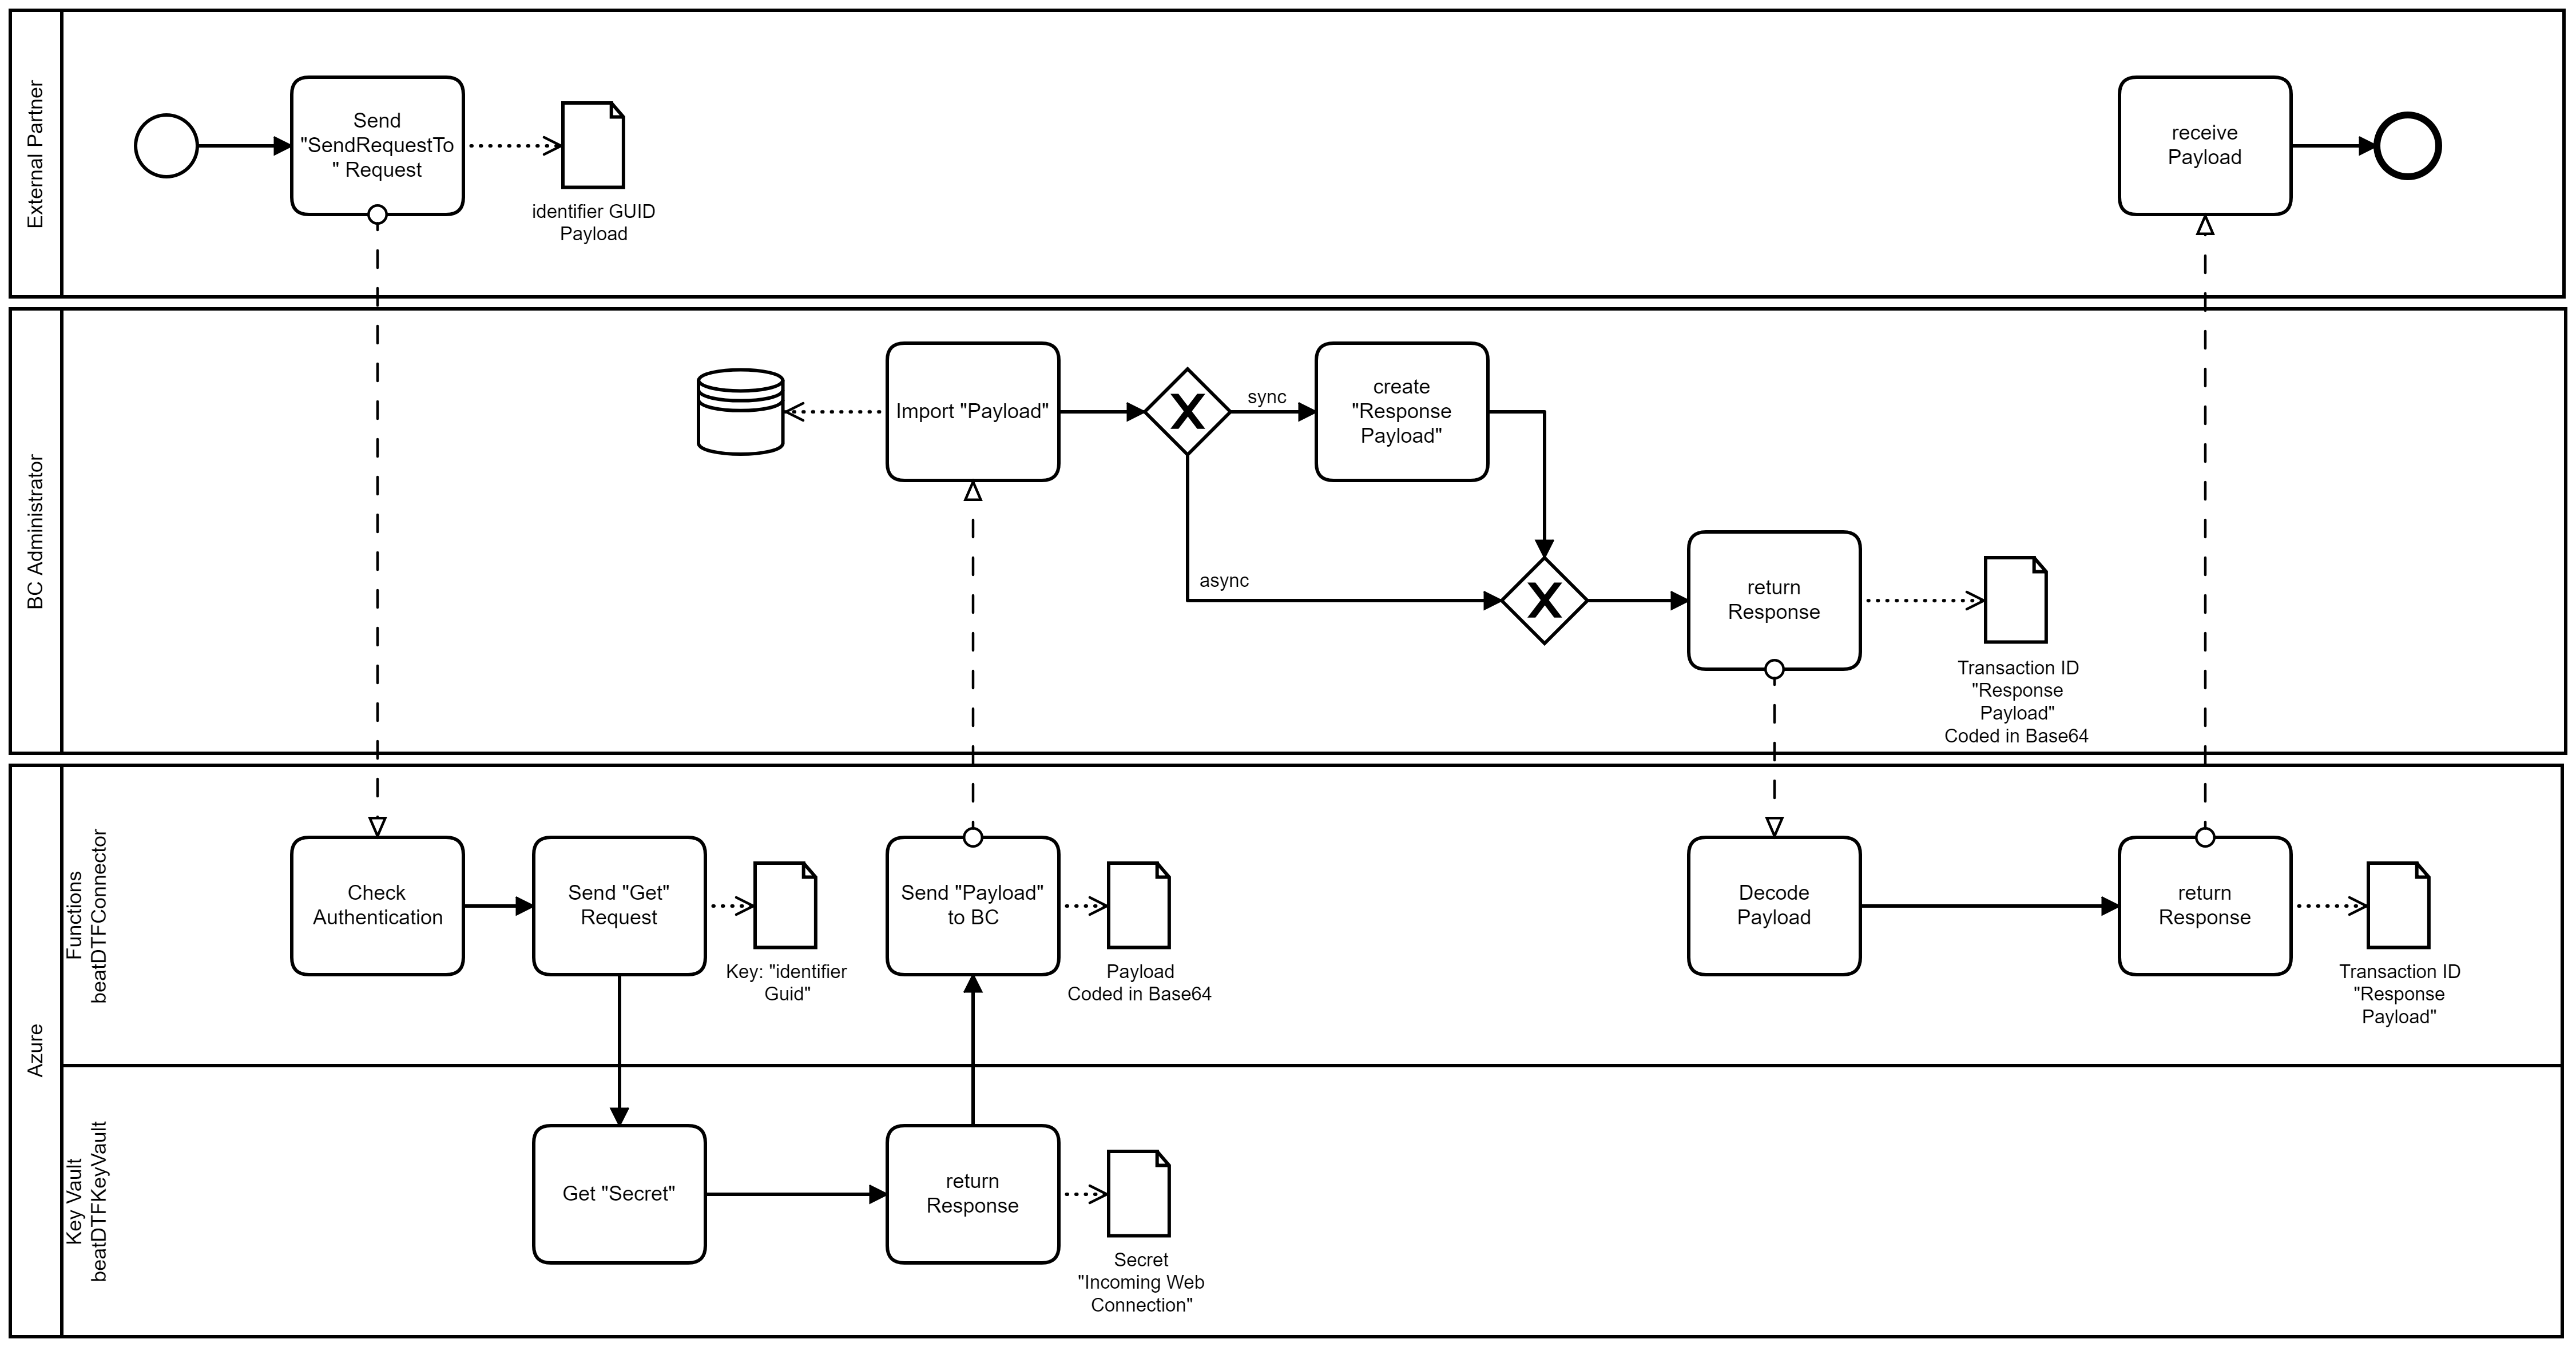 External Partner
Send
"SendRequestTo
" Request
identifier GUID
Payload
receive
Payload
BC Administrator
Import "Payload"
X
sync
create
"Response
Payload"
async
X
return
Response
Transaction ID
"Response
Payload"
Coded in Base64
Azure
Functions
beatDTFConnector
Check
Authentication
Send "Get"
Request
Key: "identifier
Guid"
Send "Payload"
to BC
Payload
Coded in Base64
Decode
Payload
return
Response
Transaction ID
"Response
Payload"
Key Vault
beatDTFKeyVault
Get "Secret"
return
Response
Secret
"Incoming Web
Connection"